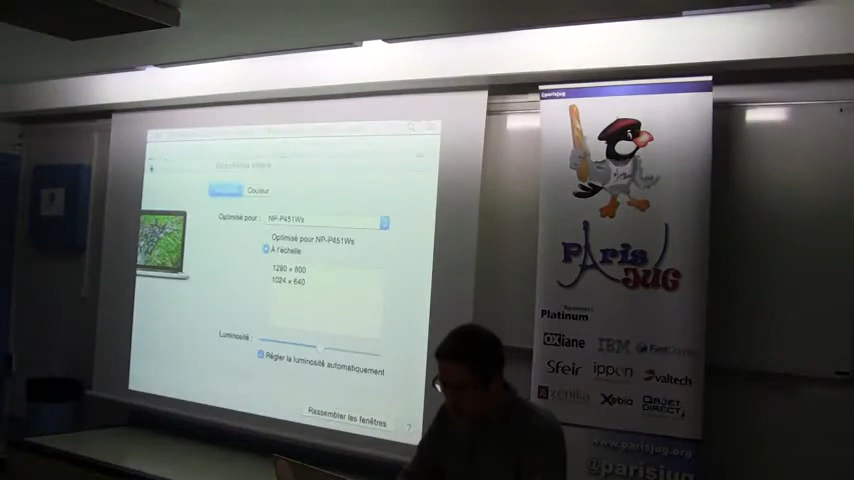 Couleur
Optimisé pour :
NP-P451Ws
Optimisé pour NP-P451Ws
À l'échelle
1280 × 800
1024 × 640
Luminosité :
Régler la luminosité automatiquement
Rassembler les fenêtres
?
@parisjug
Paris
JUG
Platinum
OXiane
IBM
Sfeir
ippon
valtech
Xebia
OBJET
DIRECT
www.parisjug.org
@parisjug